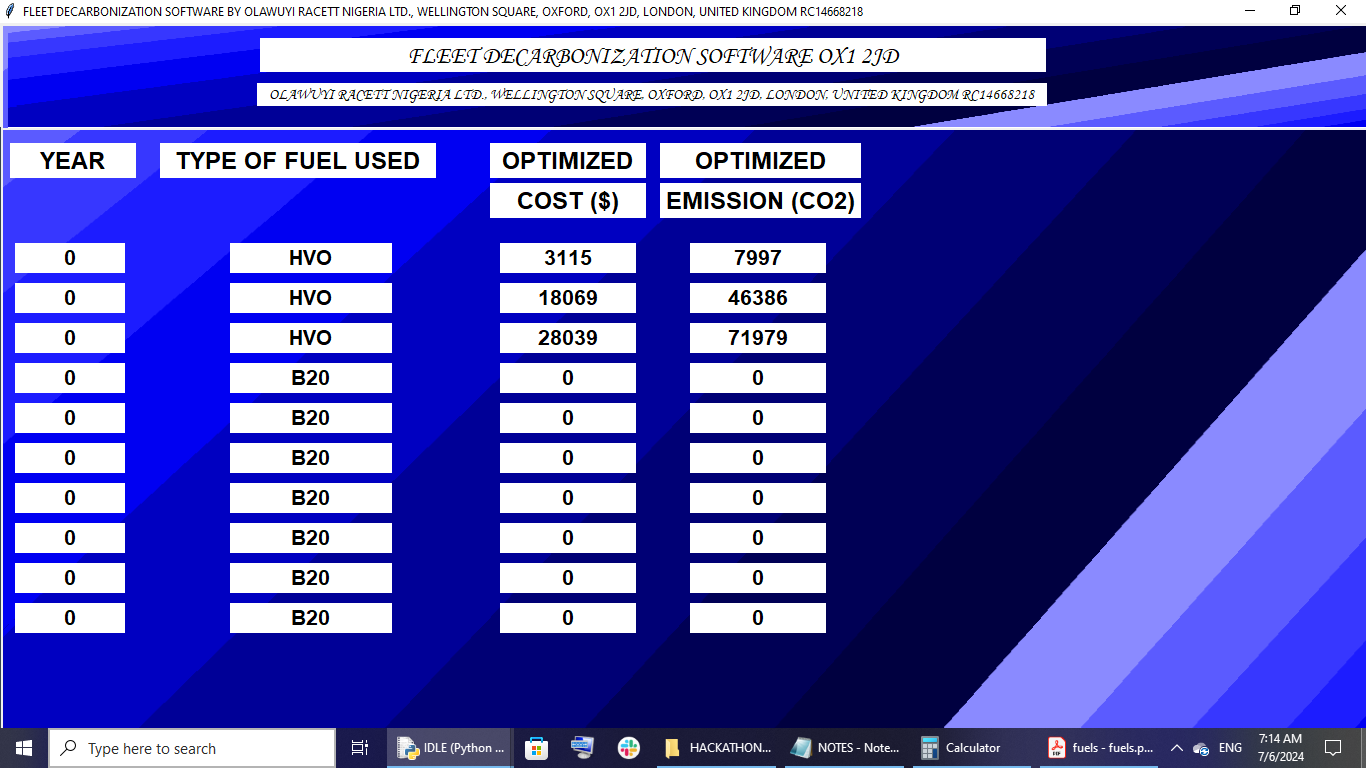 FLEET DECARBONIZATION SOFTWARE BY OLAWUYI RACETT NIGERIA LTD., WELLINGTON SQUARE, OXFORD, OX1 2JD, LONDON, UNITED KINGDOM RC14668218
FLEET DECARBONIZATION SOFTWARE OX1 2JD
OLAWUYI RACETT NIGERIA LTD., WELLINGTON SQUARE, OXFORD, OX1 2JD, LONDON, UNITED KINGDOM RC14668218
YEAR TYPE OF FUEL USED OPTIMIZED OPTIMIZED
COST ($) EMISSION (CO2)
0 HVO 3115 7997
0 HVO 18069 46386
0 HVO 28039 71979
0 B20 0 0
0 B20 0 0
0 B20 0 0
0 B20 0 0
0 B20 0 0
0 B20 0 0
0 B20 0 0
Type here to search IDLE (Python ... HACKATHON... NOTES - Note... Calculator fuels - fuels.p... ENG 7:14 AM
7/6/2024